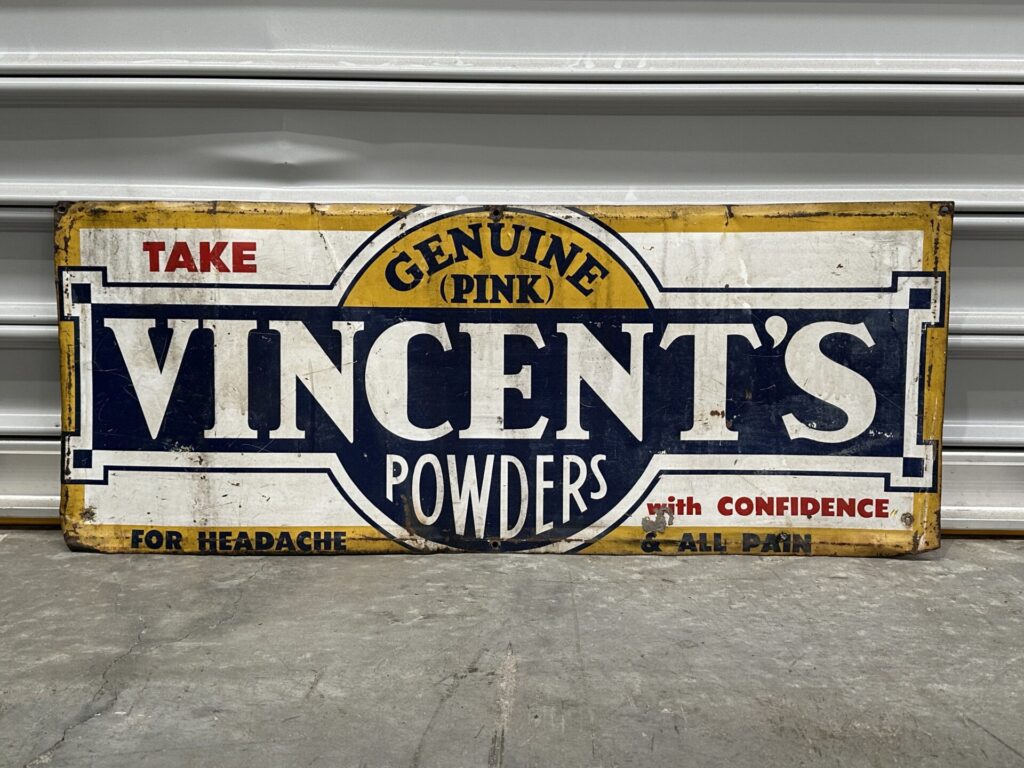 TAKE
GENUINE
(PINK)
VINCENT'S
POWDERS
with CONFIDENCE
FOR HEADACHE & ALL PAIN